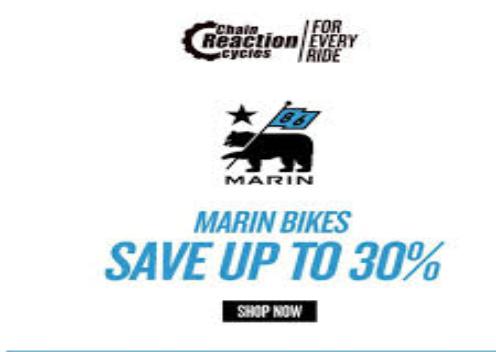 Chain
Reaction
cycles
FOR
EVERY
RIDE
86
MARIN
MARIN BIKES
SAVE UP TO 30%
SHOP NOW